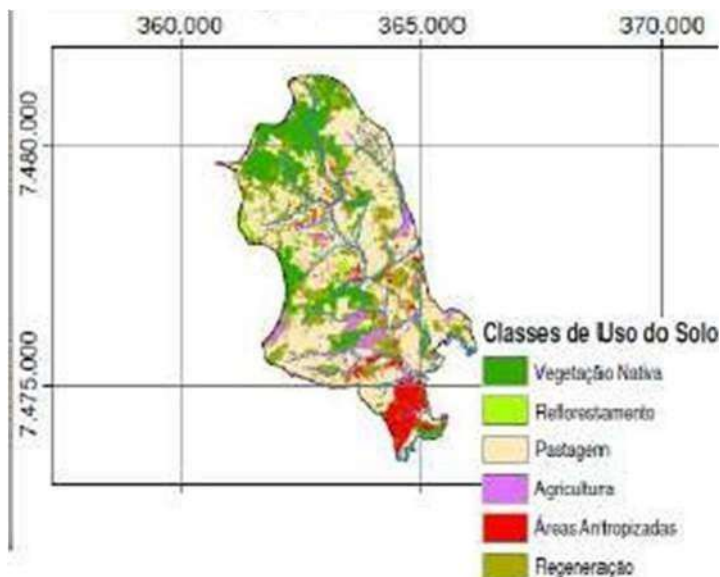 360.000 365.000 370.000
7.480.000
7.475.000
Classes de Uso do Solo
Vegetação Nativa
Reflorestamento
Pastagem
Agricultura
Áreas Antropizadas
Regeneração